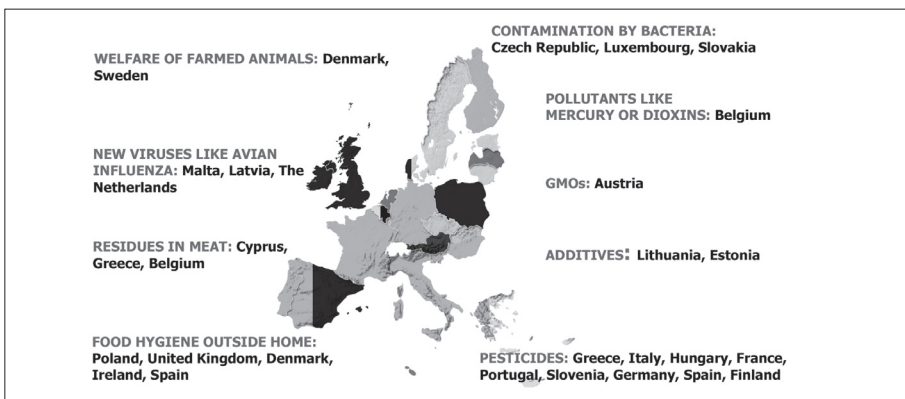 CONTAMINATION BY BACTERIA:
Czech Republic, Luxembourg, Slovakia
WELFARE OF FARMED ANIMALS: Denmark,
Sweden
POLLUTANTS LIKE
MERCURY OR DIOXINS: Belgium
NEW VIRUSES LIKE AVIAN
INFLUENZA: Malta, Latvia, The
Netherlands
GMOs: Austria
RESIDUES IN MEAT: Cyprus,
Greece, Belgium
ADDITIVES: Lithuania, Estonia
FOOD HYGIENE OUTSIDE HOME:
Poland, United Kingdom, Denmark,
Ireland, Spain
PESTICIDES: Greece, Italy, Hungary, France,
Portugal, Slovenia, Germany, Spain, Finland